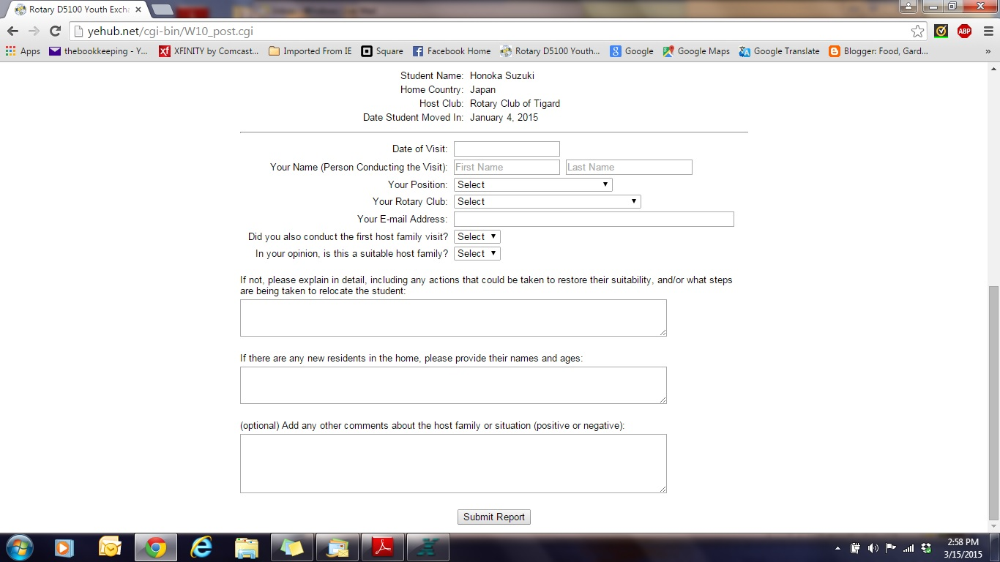 Rotary D5100 Youth Excha
yehub.net/cgi-bin/W10_post.cgi
ABP
Apps thebookkeeping - Y... XFINITY by Comcast... Imported From IE Square Facebook Home Rotary D5100 Youth... Google Google Maps Google Translate Blogger: Food, Gard... »
Student Name: Honoka Suzuki
Home Country: Japan
Host Club: Rotary Club of Tigard
Date Student Moved In: January 4, 2015
Date of Visit:
Your Name (Person Conducting the Visit): First Name Last Name
Your Position: Select
Your Rotary Club: Select
Your E-mail Address:
Did you also conduct the first host family visit? Select
In your opinion, is this a suitable host family? Select
If not, please explain in detail, including any actions that could be taken to restore their suitability, and/or what steps
are being taken to relocate the student:
If there are any new residents in the home, please provide their names and ages:
(optional) Add any other comments about the host family or situation (positive or negative):
Submit Report
2:58 PM
3/15/2015